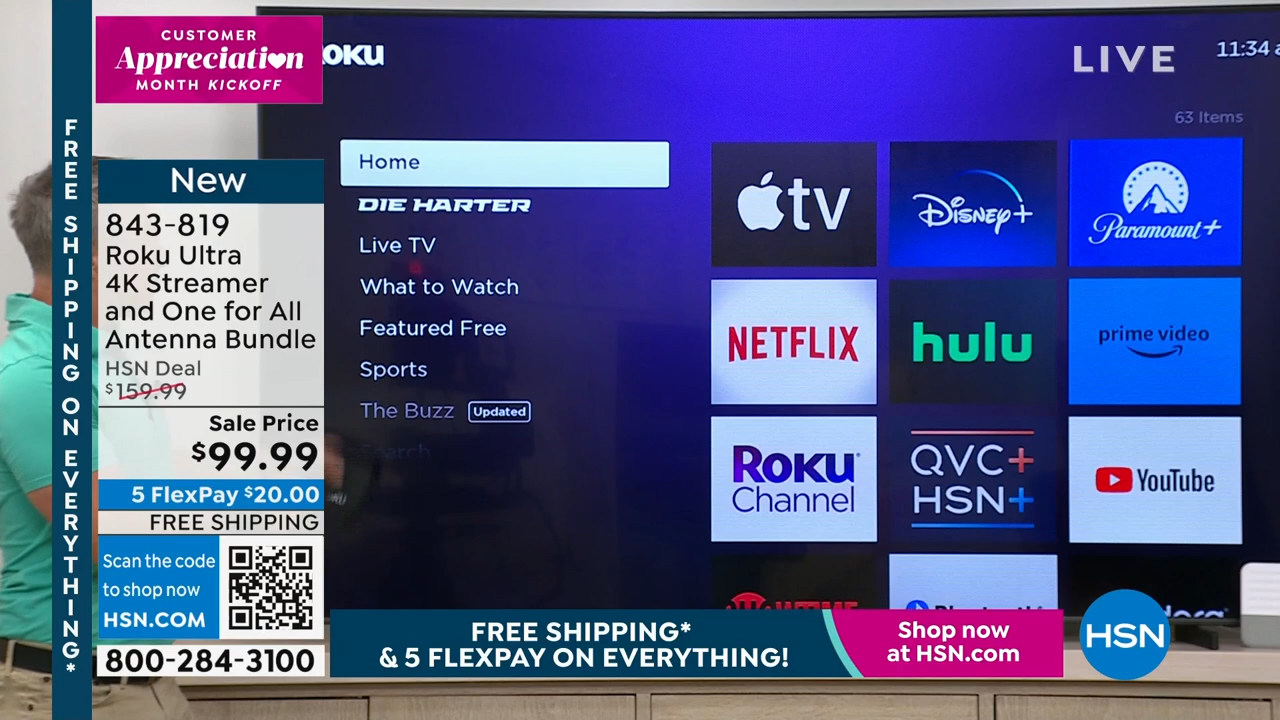 CUSTOMER
Appreciation
MONTH KICKOFF
FREE SHIPPING ON EVERYTHING*
New
843-819
Roku Ultra
4K Streamer
and One for All
Antenna Bundle
HSN Deal
$159.99
Sale Price
$99.99
5 FlexPay $20.00
FREE SHIPPING
Scan the code
to shop now
HSN.COM
800-284-3100
LIVE
11:34
63 Items
Home
DIE HARTER
Live TV
What to Watch
Featured Free
Sports
The Buzz Updated
tv
Disney+
Paramount+
NETFLIX
hulu
prime video
Roku
Channel
QVC+
HSN+
YouTube
FREE SHIPPING*
& 5 FLEXPAY ON EVERYTHING!
Shop now
at HSN.com
HSN